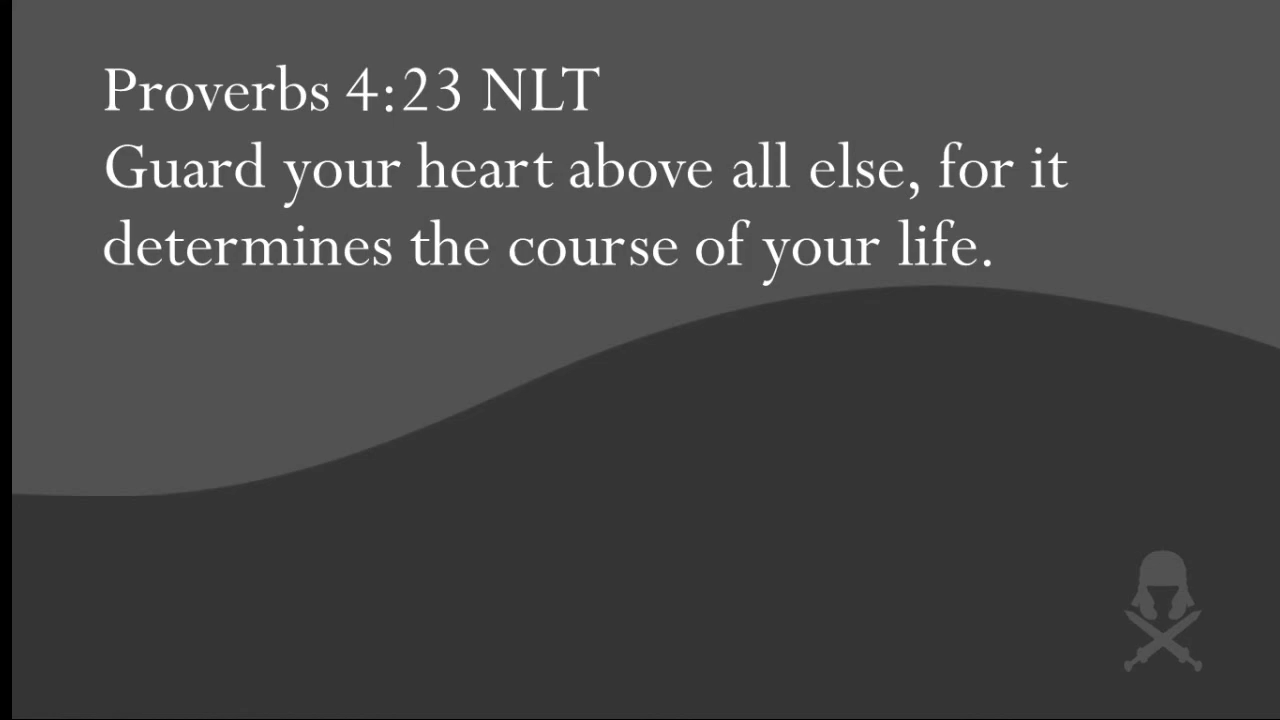 Proverbs 4:23 NLT
Guard your heart above all else, for it
determines the course of your life.